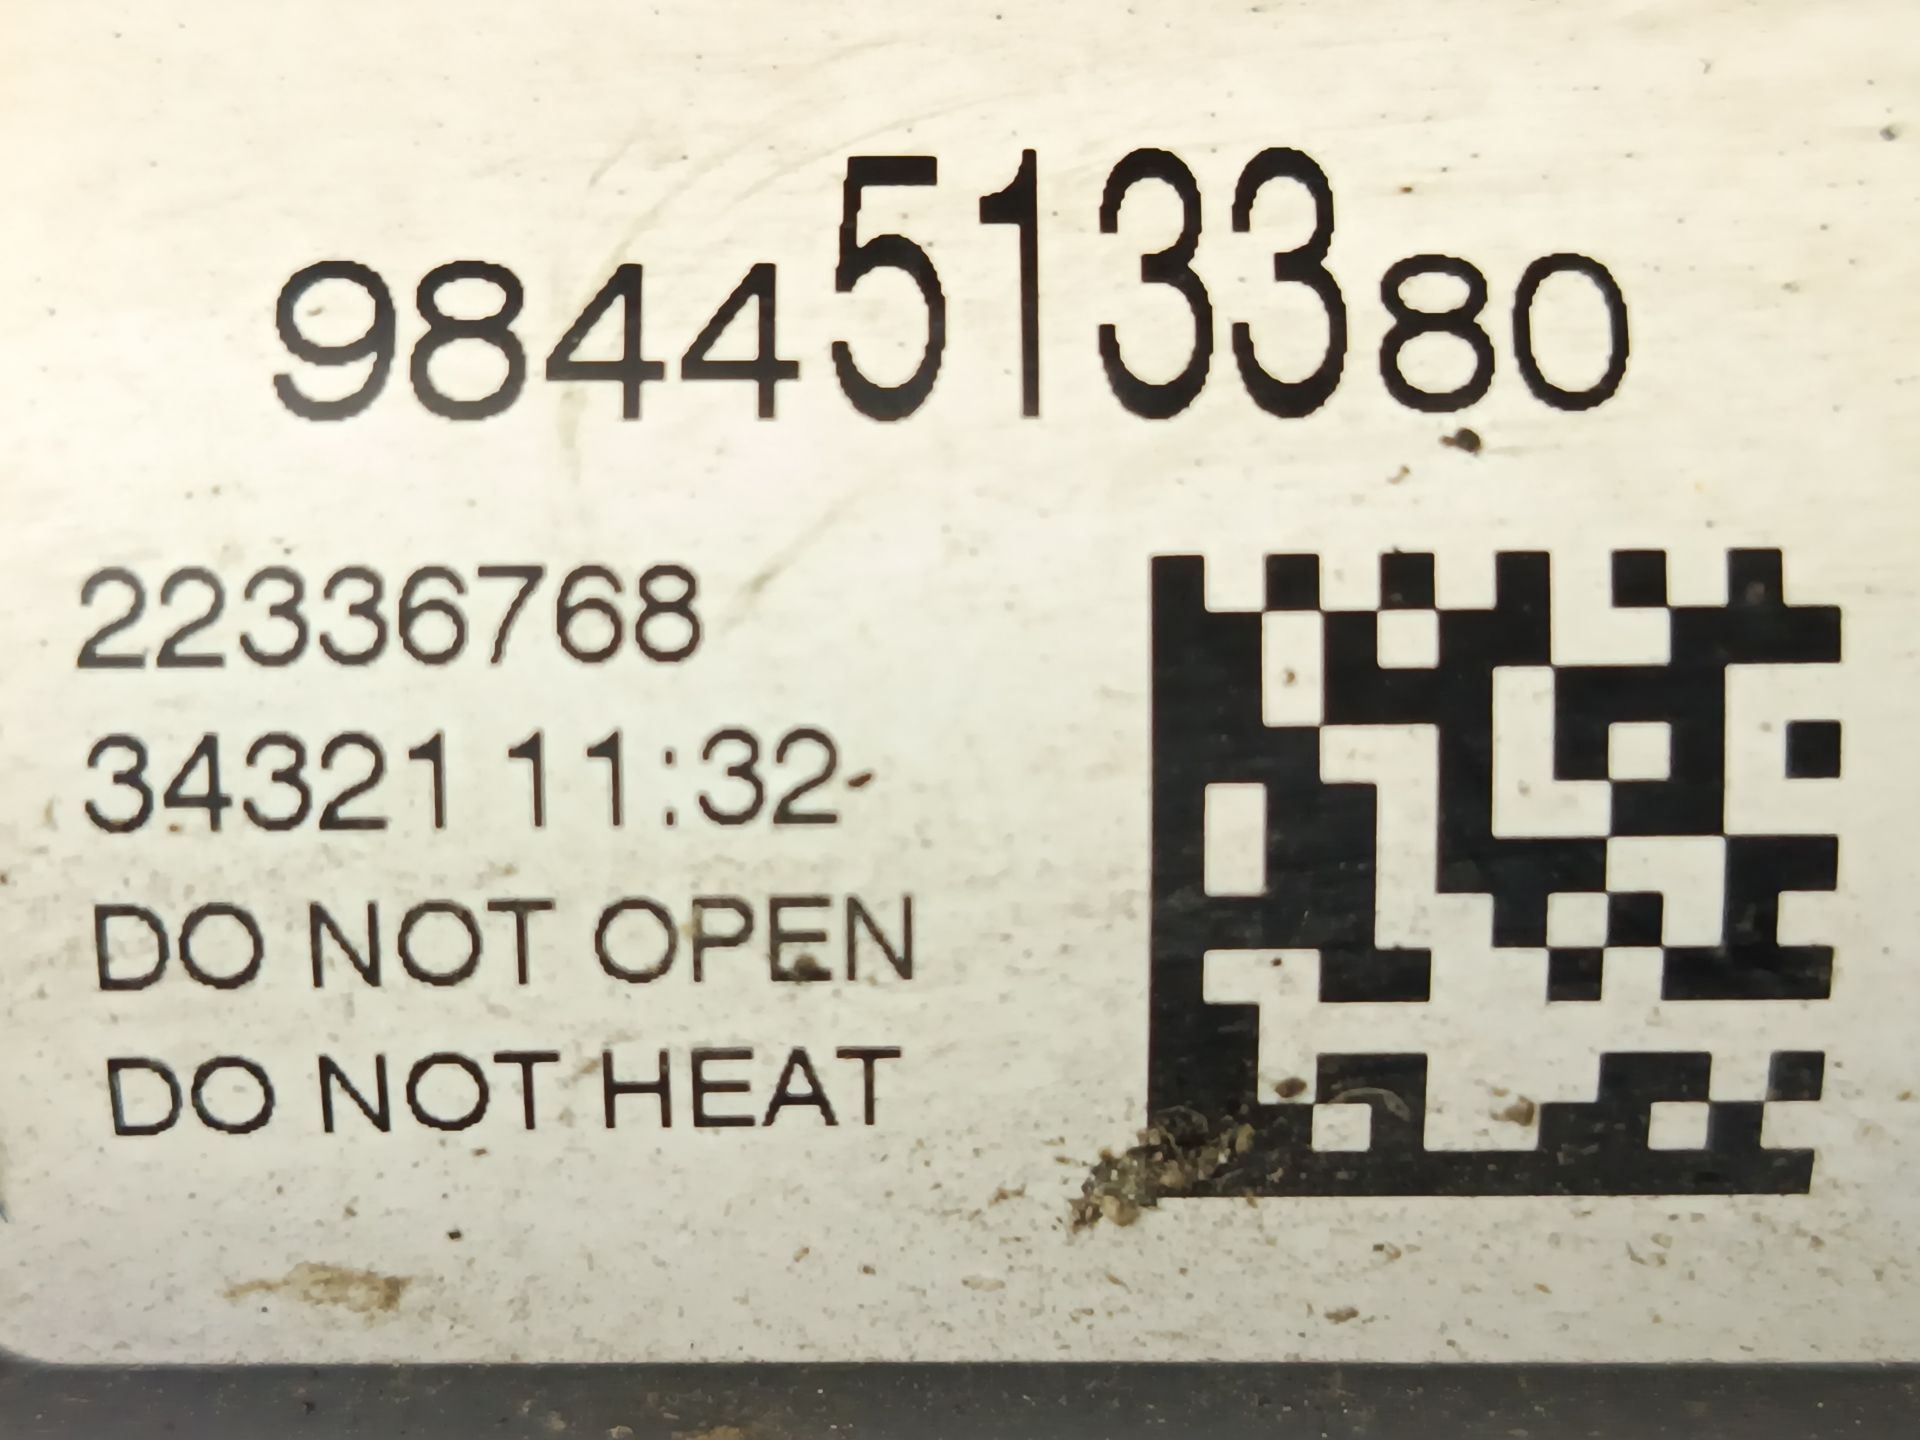 9844513380
22336768
34321 11:32
DO NOT OPEN
DO NOT HEAT